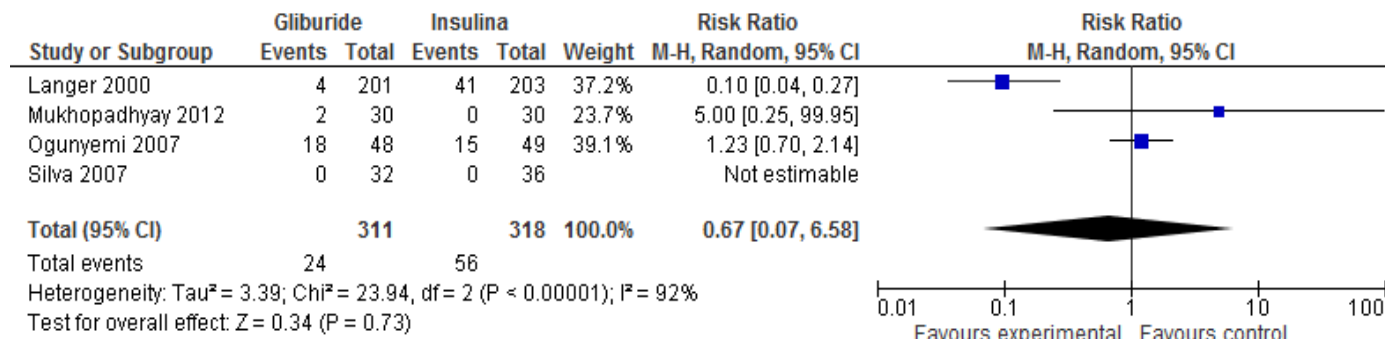 Gliburide Insulina Risk Ratio Risk Ratio
Study or Subgroup Events Total Events Total Weight M-H, Random, 95% CI M-H, Random, 95% CI
Langer 2000 4 201 41 203 37.2% 0.10 [0.04, 0.27]
Mukhopadhyay 2012 2 30 0 30 23.7% 5.00 [0.25, 99.95]
Ogunyemi 2007 18 48 15 49 39.1% 1.23 [0.70, 2.14]
Silva 2007 0 32 0 36 Not estimable
Total (95% CI) 311 318 100.0% 0.67 [0.07, 6.58]
Total events 24 56
Heterogeneity: Tau² = 3.39; Chi² = 23.94, df = 2 (P < 0.00001); I² = 92%
Test for overall effect: Z = 0.34 (P = 0.73)
0.01 0.1 1 10 100
Favours experimental Favours control